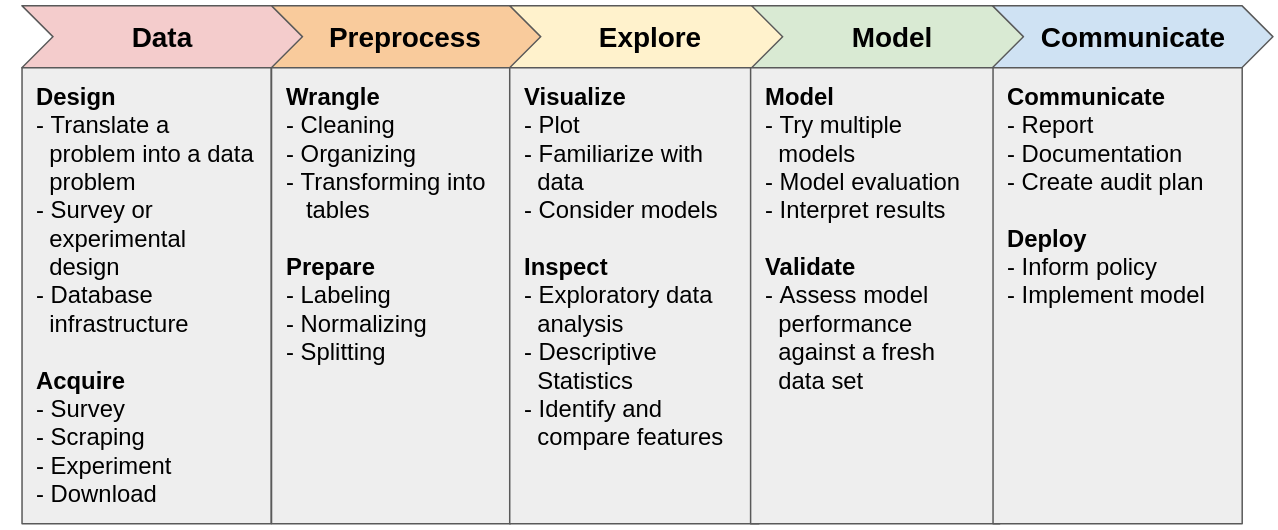 Data
Preprocess
Explore
Model
Communicate
Design
- Translate a
problem into a data
problem
- Survey or
experimental
design
- Database
infrastructure
Acquire
- Survey
- Scraping
- Experiment
- Download
Wrangle
- Cleaning
- Organizing
- Transforming into
tables
Prepare
- Labeling
- Normalizing
- Splitting
Visualize
- Plot
- Familiarize with
data
- Consider models
Inspect
- Exploratory data
analysis
- Descriptive
Statistics
- Identify and
compare features
Model
- Try multiple
models
- Model evaluation
- Interpret results
Validate
- Assess model
performance
against a fresh
data set
Communicate
- Report
- Documentation
- Create audit plan
Deploy
- Inform policy
- Implement model